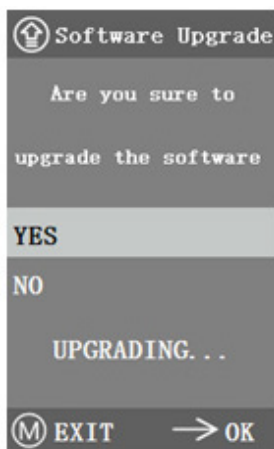 Software Upgrade
Are you sure to
upgrade the software
YES
NO
UPGRADING...
M EXIT → OK